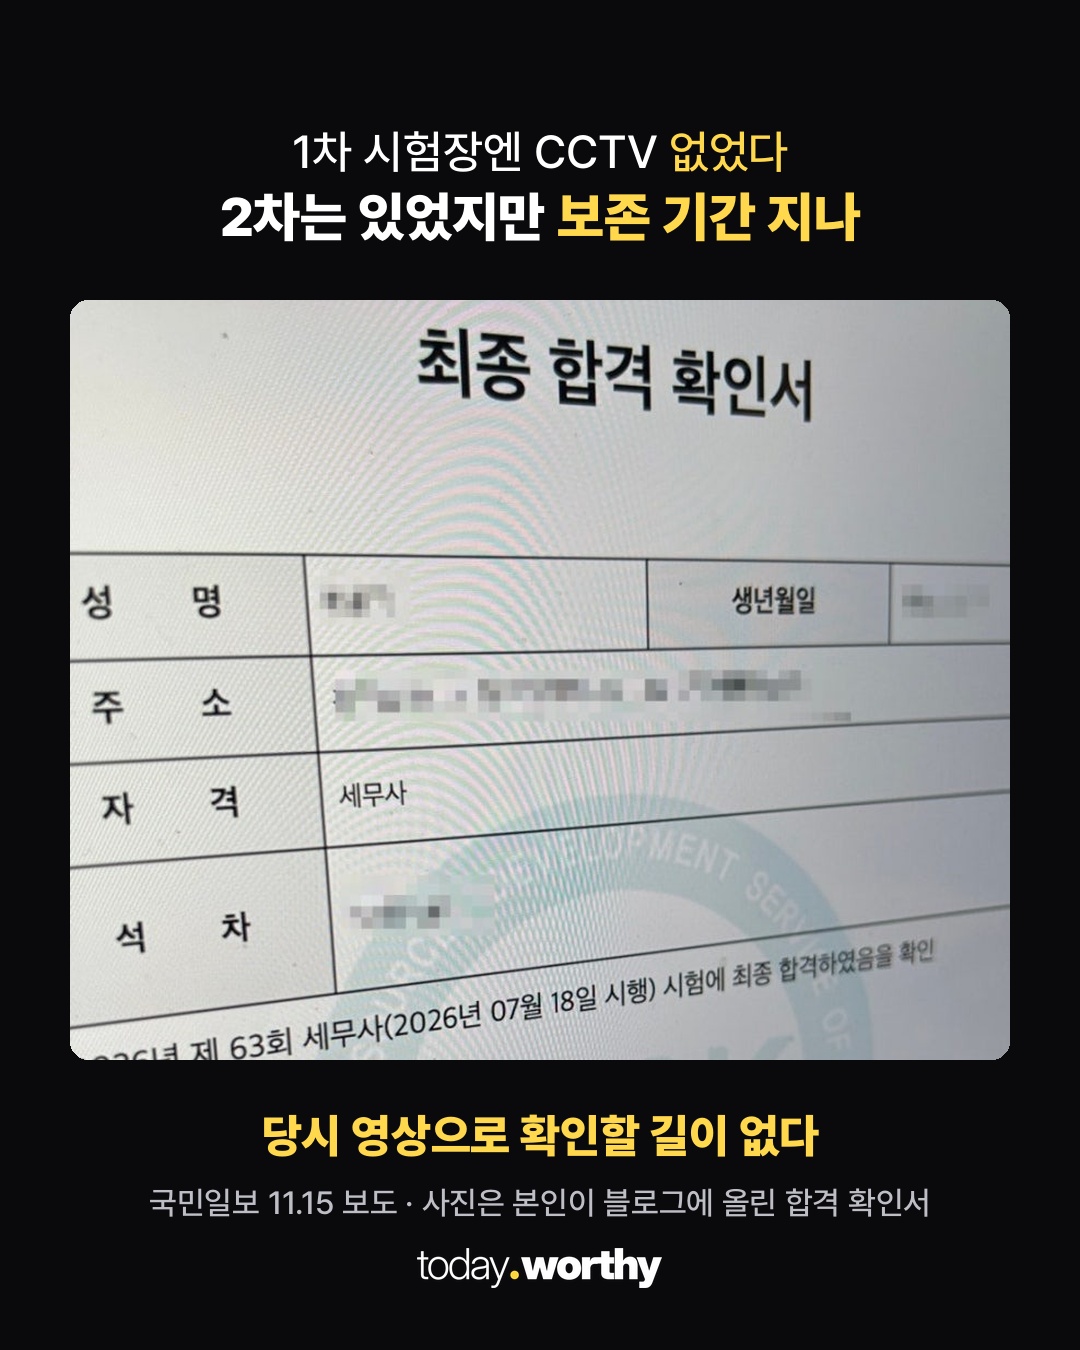 1차 시험장엔 CCTV 없었다
2차는 있었지만 보존 기간 지나
최종 합격 확인서
성 명
생년월일
주 소
자 격
세무사
석 차
DEVELOPMENT SERVICE OF
제 63회 세무사(2026년 07월 18일 시행) 시험에 최종 합격하였음을 확인
당시 영상으로 확인할 길이 없다
국민일보 11.15 보도 · 사진은 본인이 블로그에 올린 합격 확인서
today.worthy